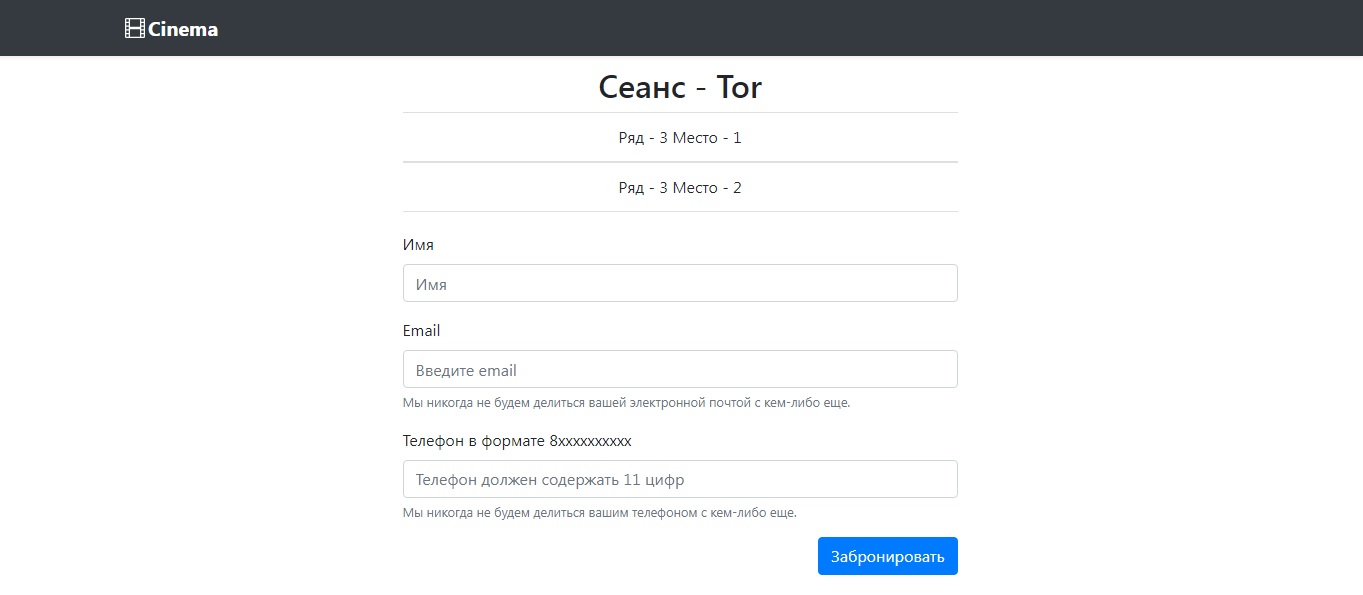 Cinema
Сеанс - Tor
Ряд - 3 Место - 1
Ряд - 3 Место - 2
Имя
Имя
Email
Введите email
Мы никогда не будем делиться вашей электронной почтой с кем-либо еще.
Телефон в формате 8xxxxxxxxxx
Телефон должен содержать 11 цифр
Мы никогда не будем делиться вашим телефоном с кем-либо еще.
Забронировать